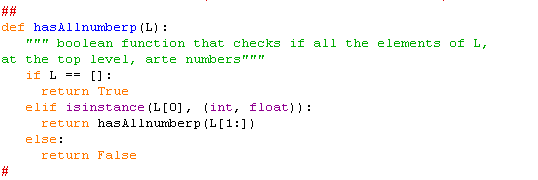 ##
def hasAllnumberp(L):
    """ boolean function that checks if all the elements of L,
at the top level, arte numbers"""
    if L == []:
      return True
    elif isinstance(L[0], (int, float)):
      return hasAllnumberp(L[1:])
    else:
      return False
#